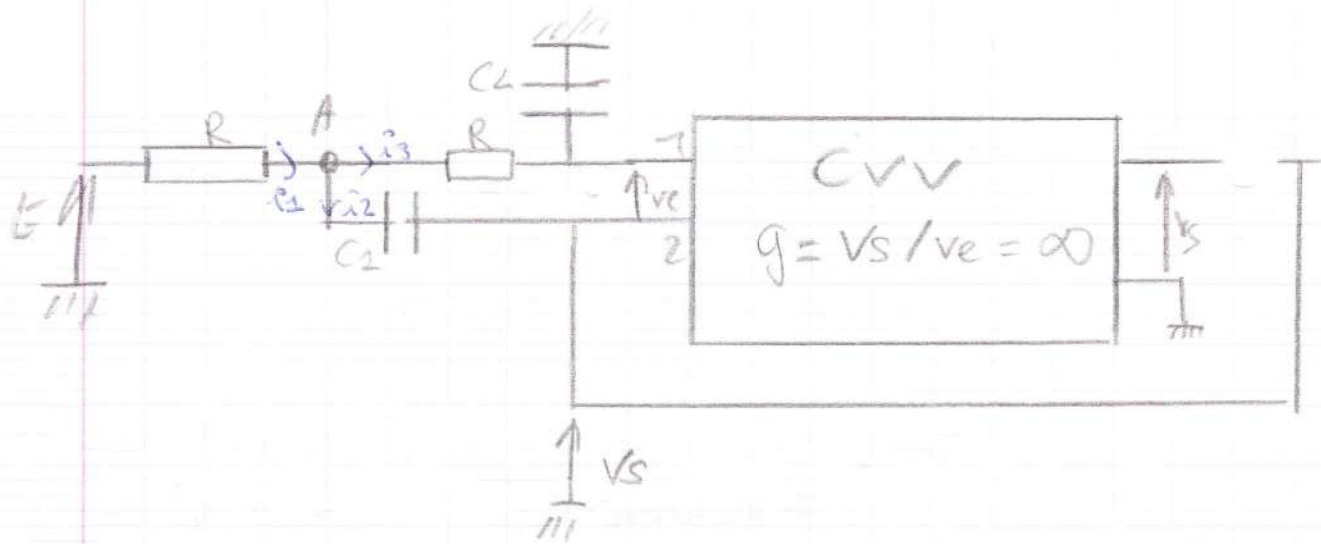 C2
R
A
i3
R
1
CVV
E
i1
i2
ve
Vs
C1
2
g = Vs / ve = ∞
Vs